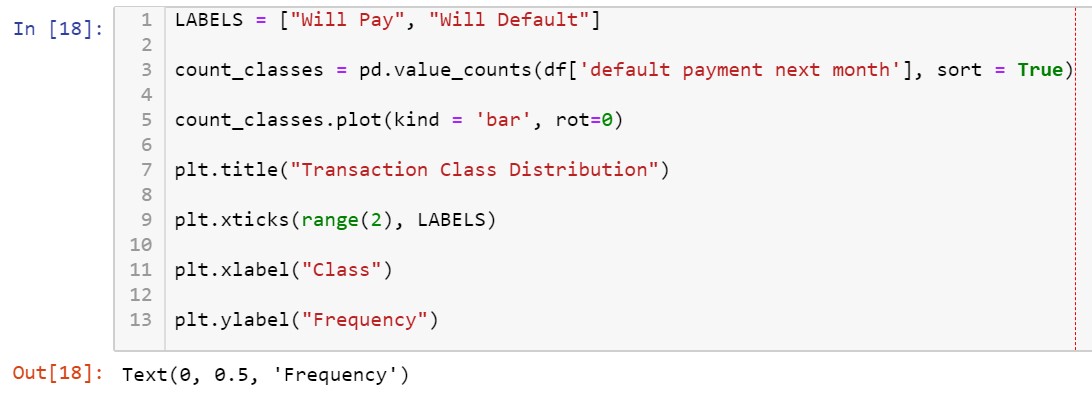 In [18]:
1 LABELS = ["Will Pay", "Will Default"]
2
3 count_classes = pd.value_counts(df['default payment next month'], sort = True)
4
5 count_classes.plot(kind = 'bar', rot=0)
6
7 plt.title("Transaction Class Distribution")
8
9 plt.xticks(range(2), LABELS)
10
11 plt.xlabel("Class")
12
13 plt.ylabel("Frequency")
Out[18]: Text(0, 0.5, 'Frequency')